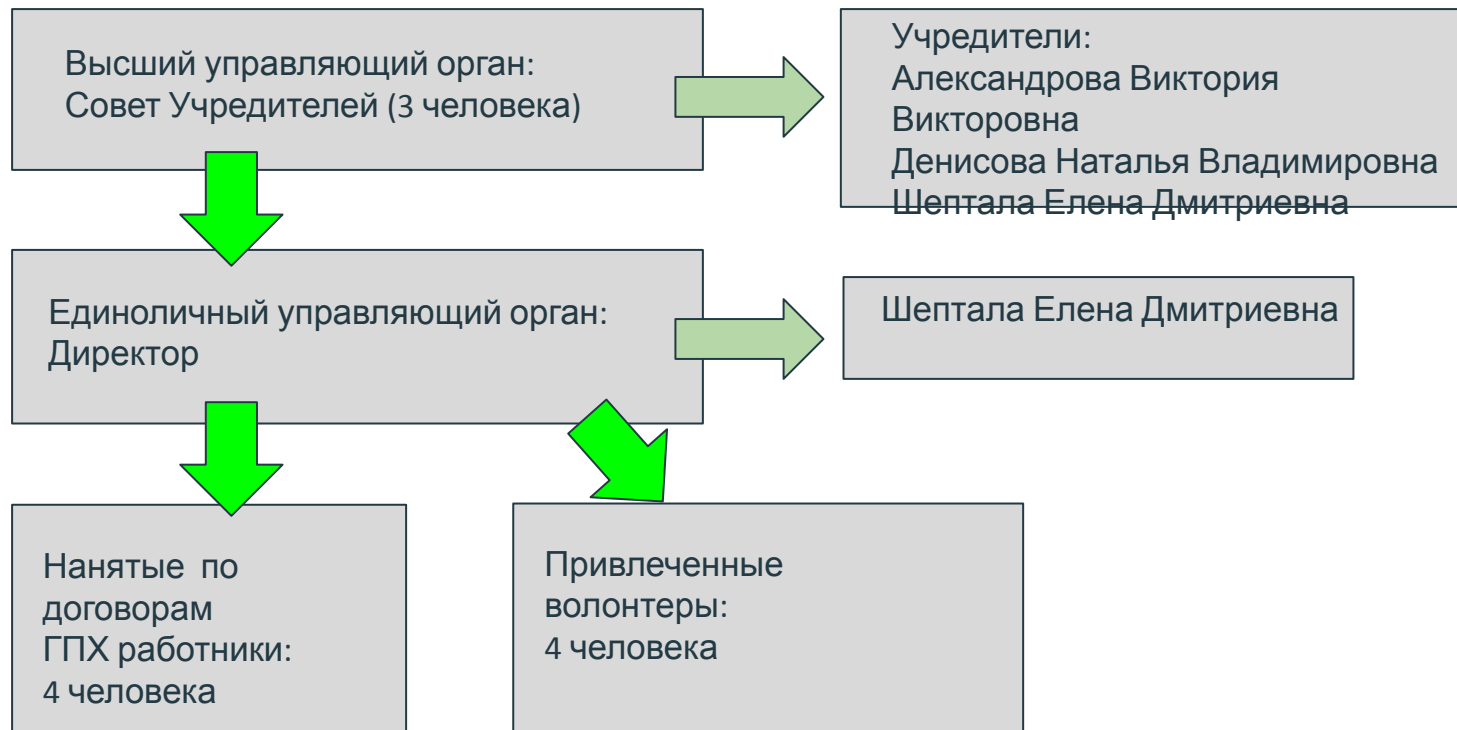 Высший управляющий орган:
Совет Учредителей (3 человека)
Учредители:
Александрова Виктория
Викторовна
Денисова Наталья Владимировна
Шептала Елена Дмитриевна
Единоличный управляющий орган:
Директор
Шептала Елена Дмитриевна
Нанятые по
договорам
ГПХ работники:
4 человека
Привлеченные
волонтеры:
4 человека